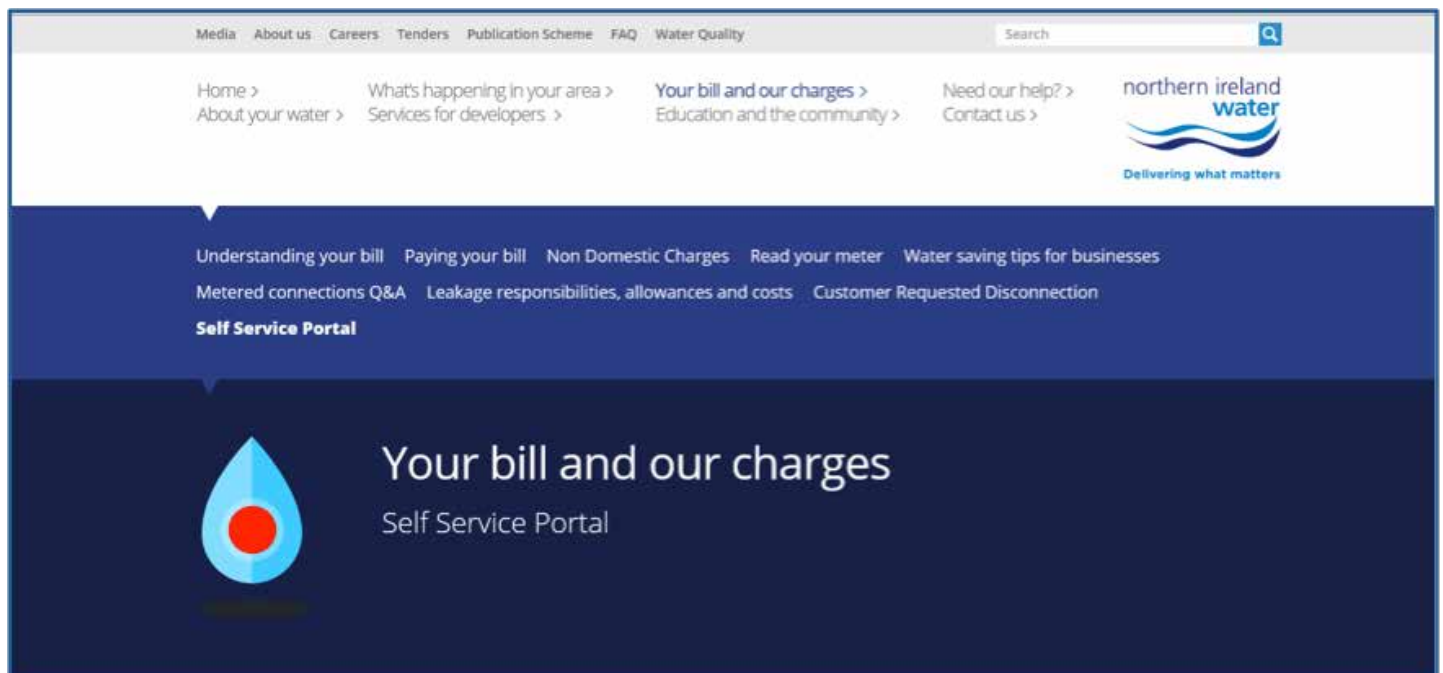 Media About us Careers Tenders Publication Scheme FAQ Water Quality Search
Home > What's happening in your area > Your bill and our charges > Need our help? >
About your water > Services for developers > Education and the community > Contact us >
northern ireland
water
Delivering what matters
Understanding your bill Paying your bill Non Domestic Charges Read your meter Water saving tips for businesses
Metered connections Q&A Leakage responsibilities, allowances and costs Customer Requested Disconnection
Self Service Portal
Your bill and our charges
Self Service Portal